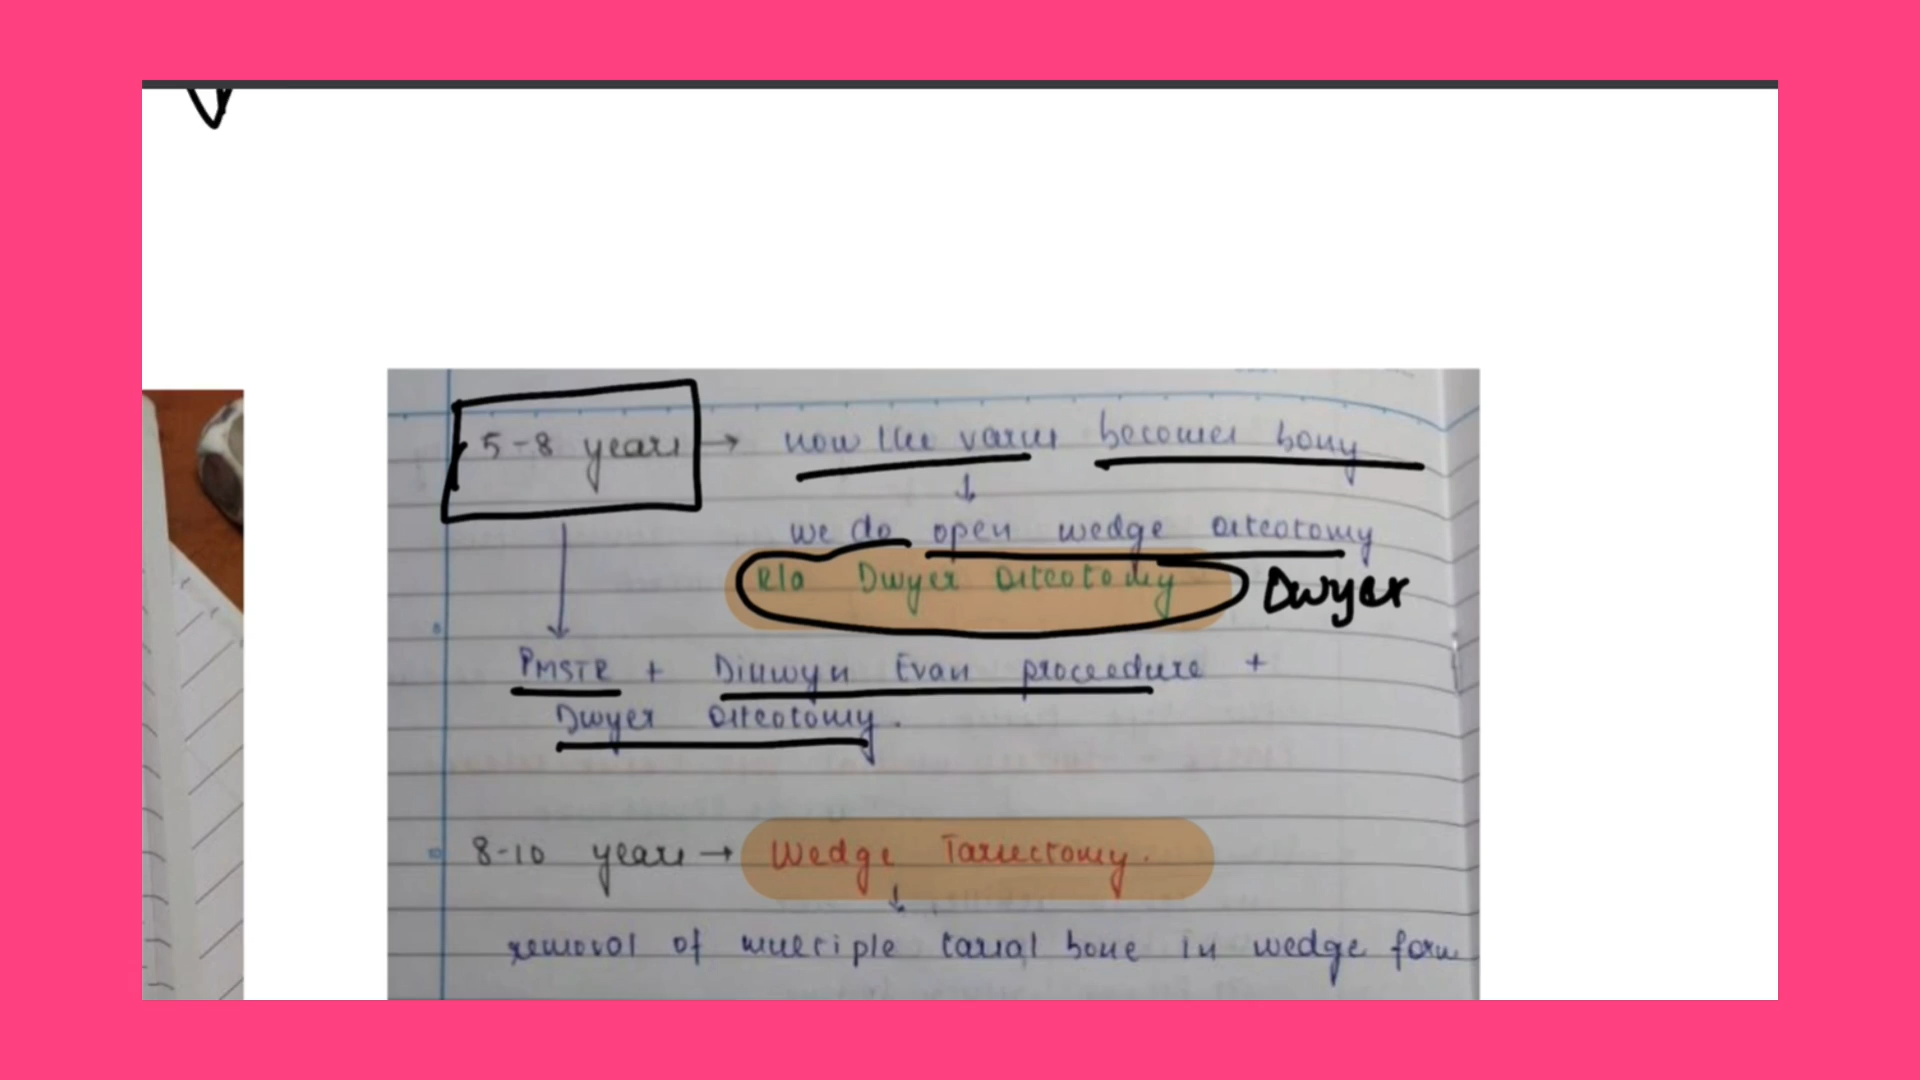 5-8 years → now the varus becomes bony
↓
we do open wedge osteotomy
k/a Dwyer osteotomy Dwyer
PMSTR + Dillwyn Evan proceedure +
Dwyer osteotomy.
8-10 years → Wedge Tarsectomy.
↓
removal of multiple tarsal bone in wedge form